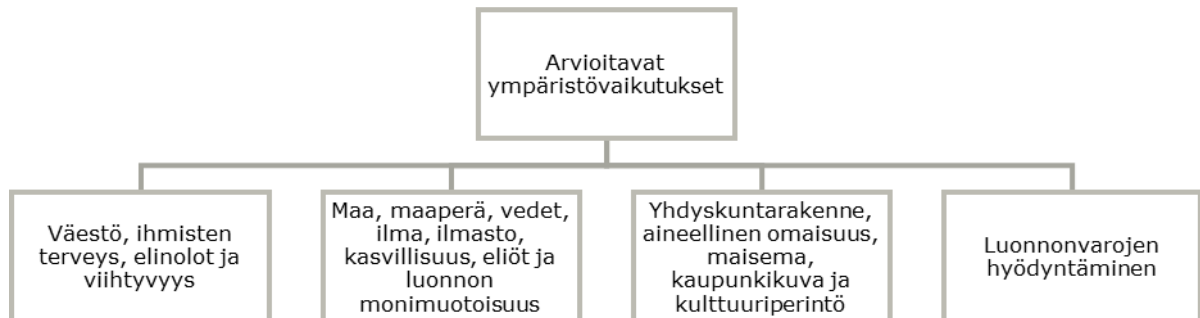 Arvioitavat
ympäristövaikutukset
Väestö, ihmisten
terveys, elinolot ja
viihtyvyys
Maa, maaperä, vedet,
ilma, ilmasto,
kasvillisuus, eliöt ja
luonnon
monimuotoisuus
Yhdyskuntarakenne,
aineellinen omaisuus,
maisema,
kaupunkikuva ja
kulttuuriperintö
Luonnonvarojen
hyödyntäminen